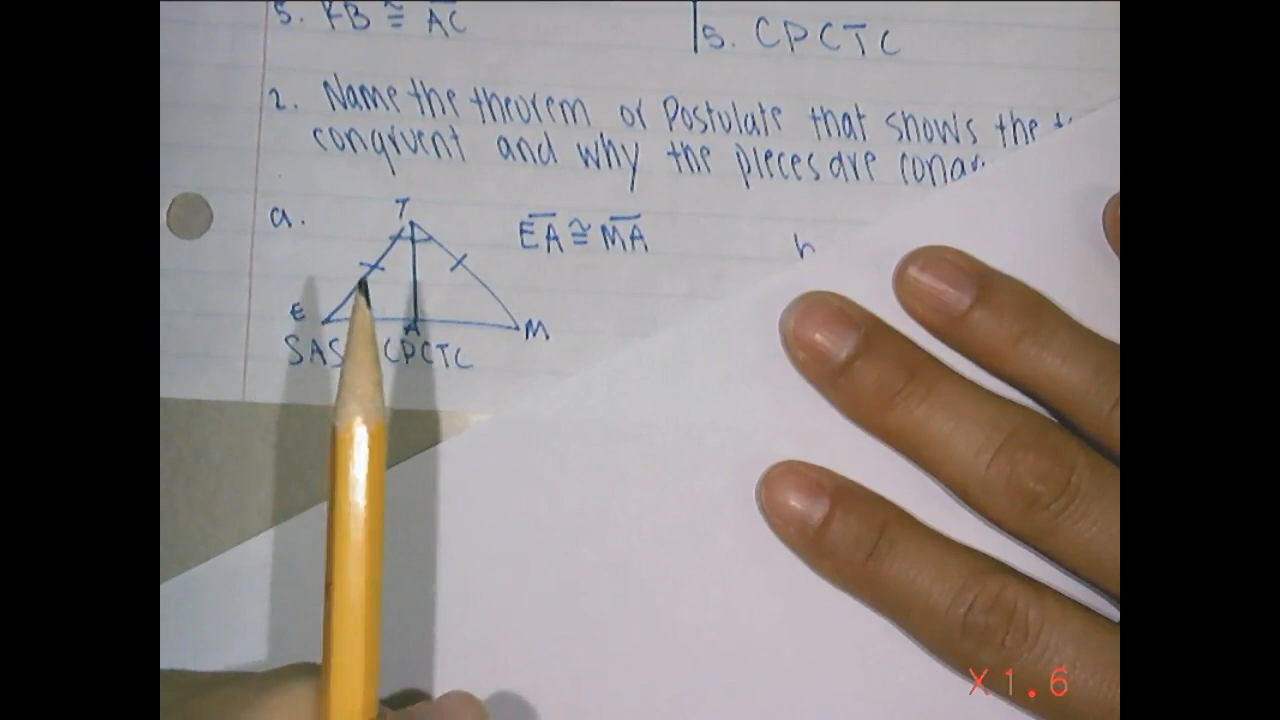 5. KB ≅ AC
5. CPCTC
2. Name the theorem or Postulate that shows the
congruent and why the pieces are
a.
T
EA ≅ MA
E
A
M
SAS CPCTC
X1.6